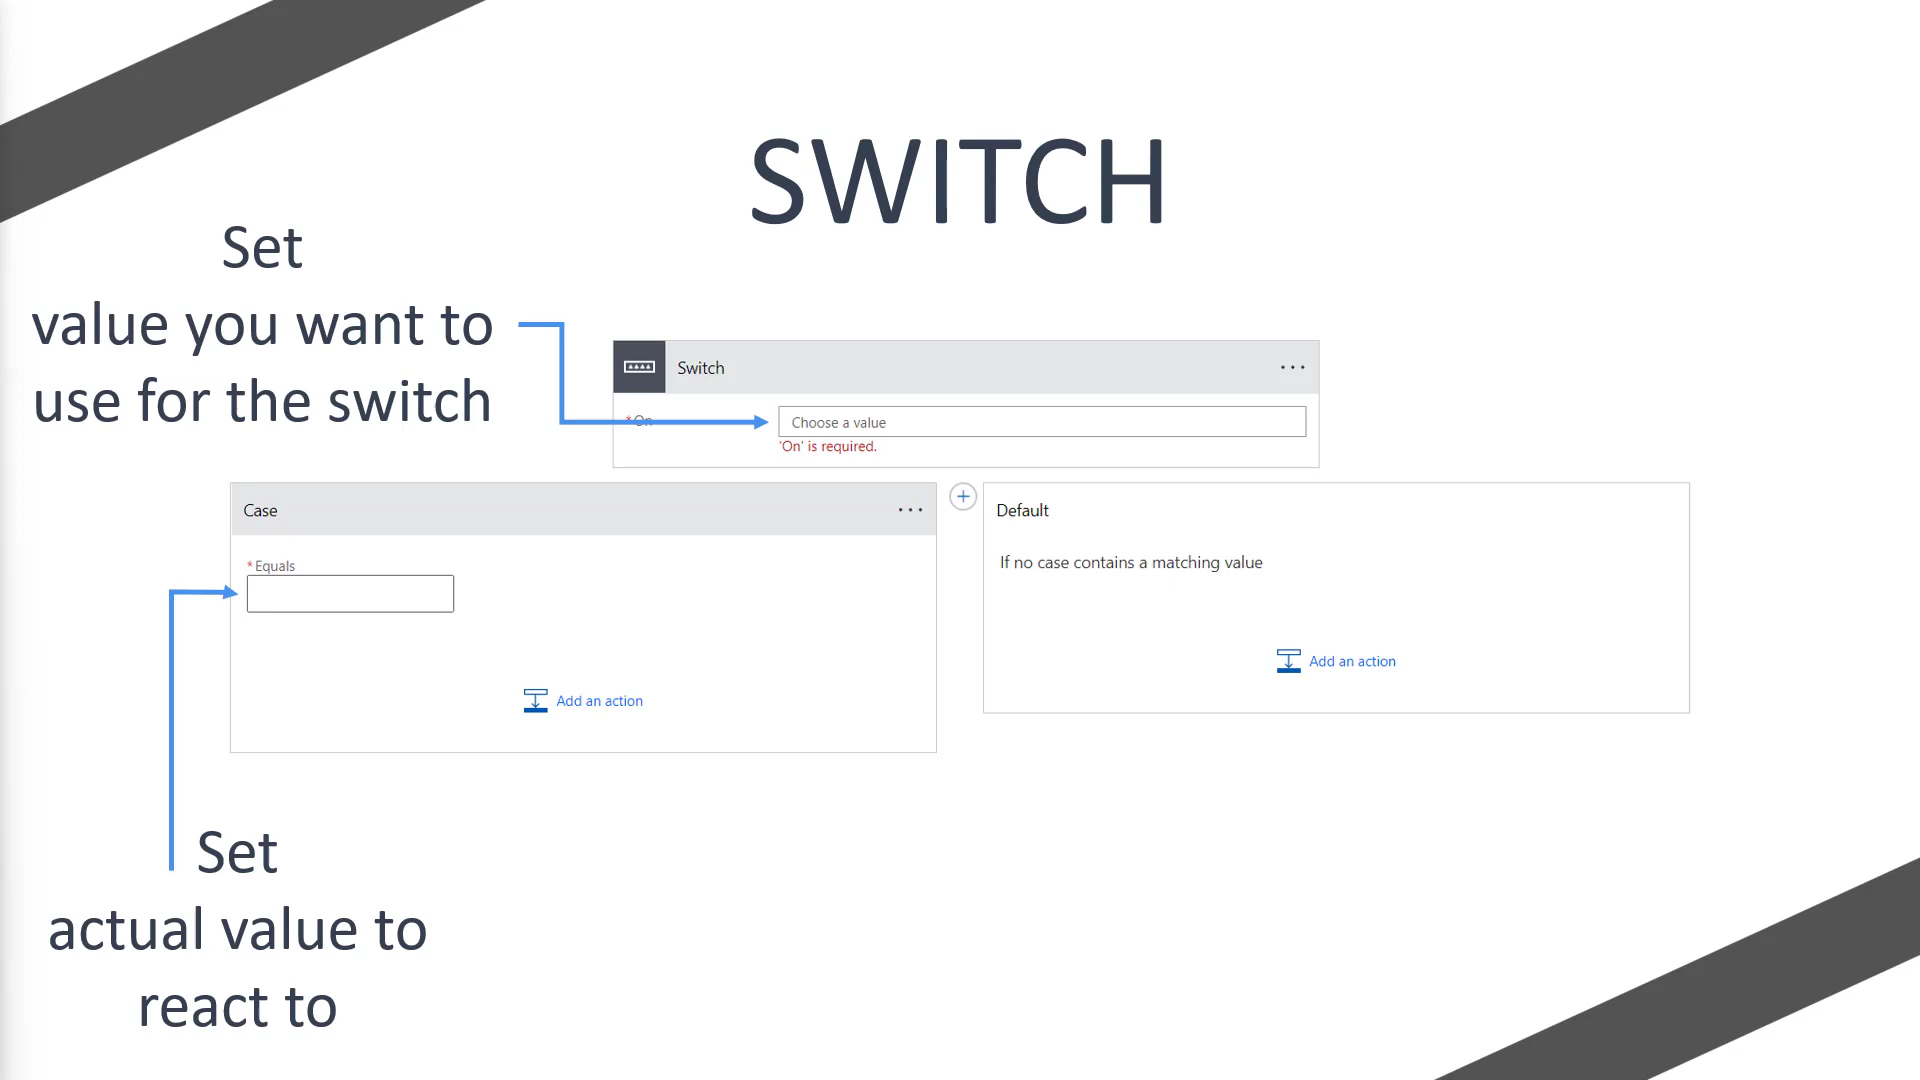 SWITCH
Set
value you want to
use for the switch
Switch
* On
Choose a value
'On' is required.
Case
* Equals
Add an action
Default
If no case contains a matching value
Add an action
Set
actual value to
react to